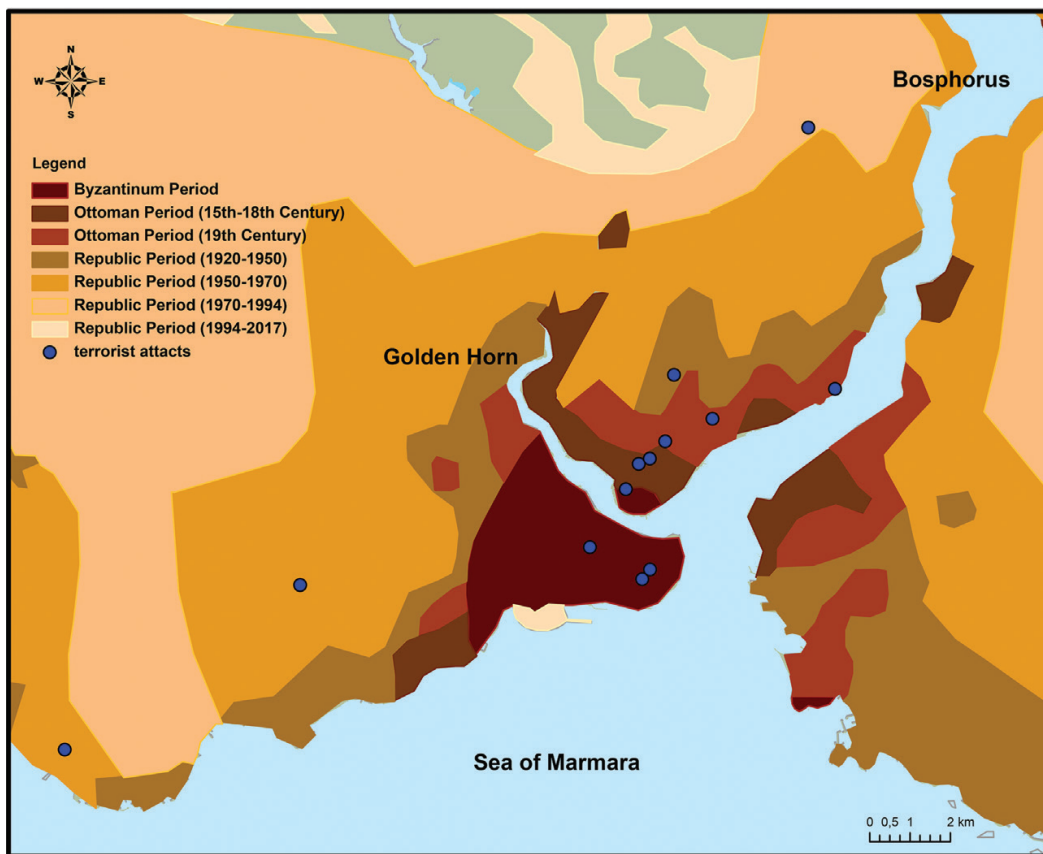 N
W E
S
Bosphorus
Legend
Byzantinum Period
Ottoman Period (15th-18th Century)
Ottoman Period (19th Century)
Republic Period (1920-1950)
Republic Period (1950-1970)
Republic Period (1970-1994)
Republic Period (1994-2017)
terrorist attacts
Golden Horn
Sea of Marmara
0 0,5 1 2 km